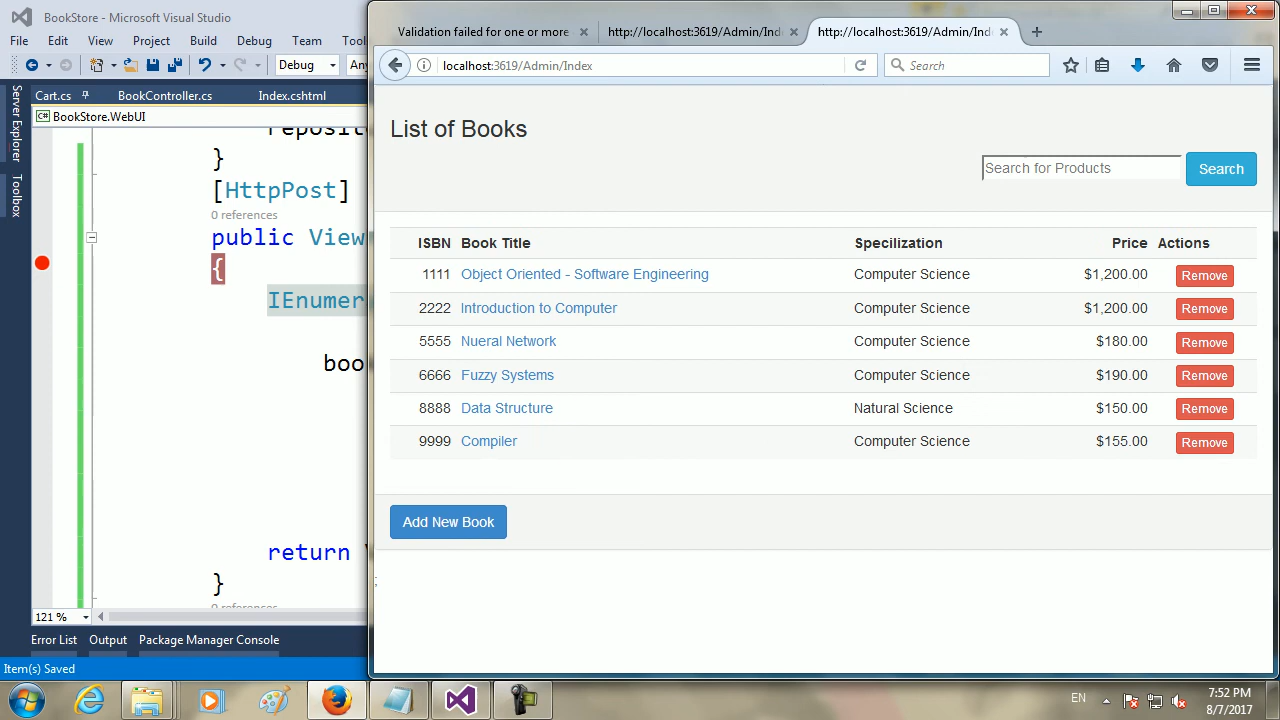 BookStore - Microsoft Visual Studio
File Edit View Project Build Debug Team Tool
Debug Any
Server Explorer
Toolbox
Cart.cs BookController.cs Index.cshtml
BookStore.WebUI
reposito
}
[HttpPost]
0 references
public View
{
IEnumer
boo
return V
}
0 references
121 %
Error List Output Package Manager Console
Item(s) Saved
Validation failed for one or more http://localhost:3619/Admin/Ind http://localhost:3619/Admin/Ind
localhost:3619/Admin/Index Search
List of Books
Search for Products Search
ISBN Book Title Specilization Price Actions
1111 Object Oriented - Software Engineering Computer Science $1,200.00 Remove
2222 Introduction to Computer Computer Science $1,200.00 Remove
5555 Nueral Network Computer Science $180.00 Remove
6666 Fuzzy Systems Computer Science $190.00 Remove
8888 Data Structure Natural Science $150.00 Remove
9999 Compiler Computer Science $155.00 Remove
Add New Book
EN
7:52 PM
8/7/2017